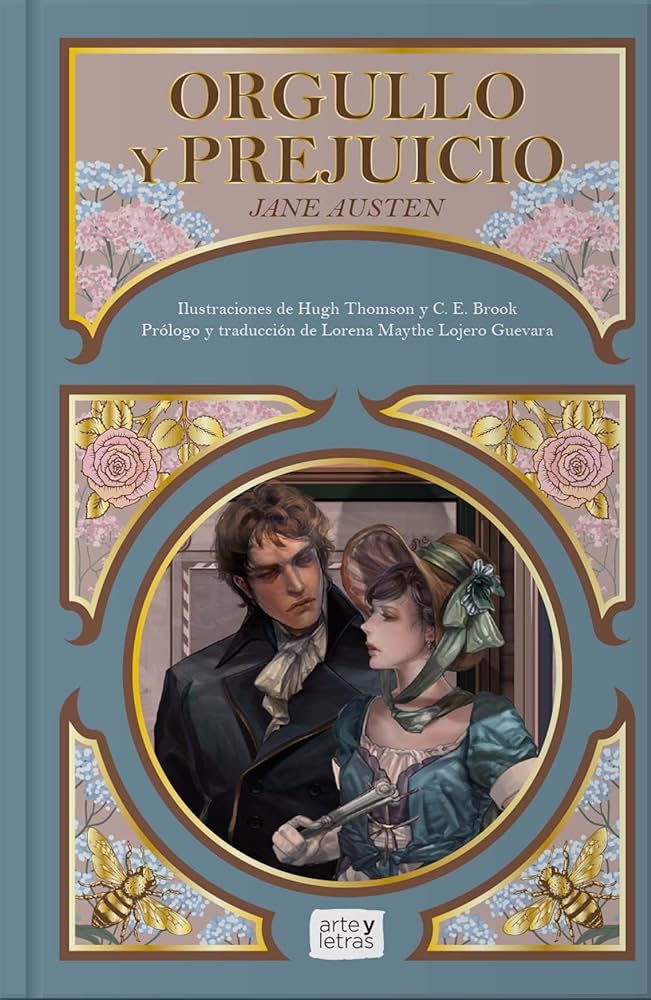 ORGULLO
Y PREJUICIO
JANE AUSTEN
Ilustraciones de Hugh Thomson y C. E. Brook
Prólogo y traducción de Lorena Maythe Lojero Guevara
arte y
letras